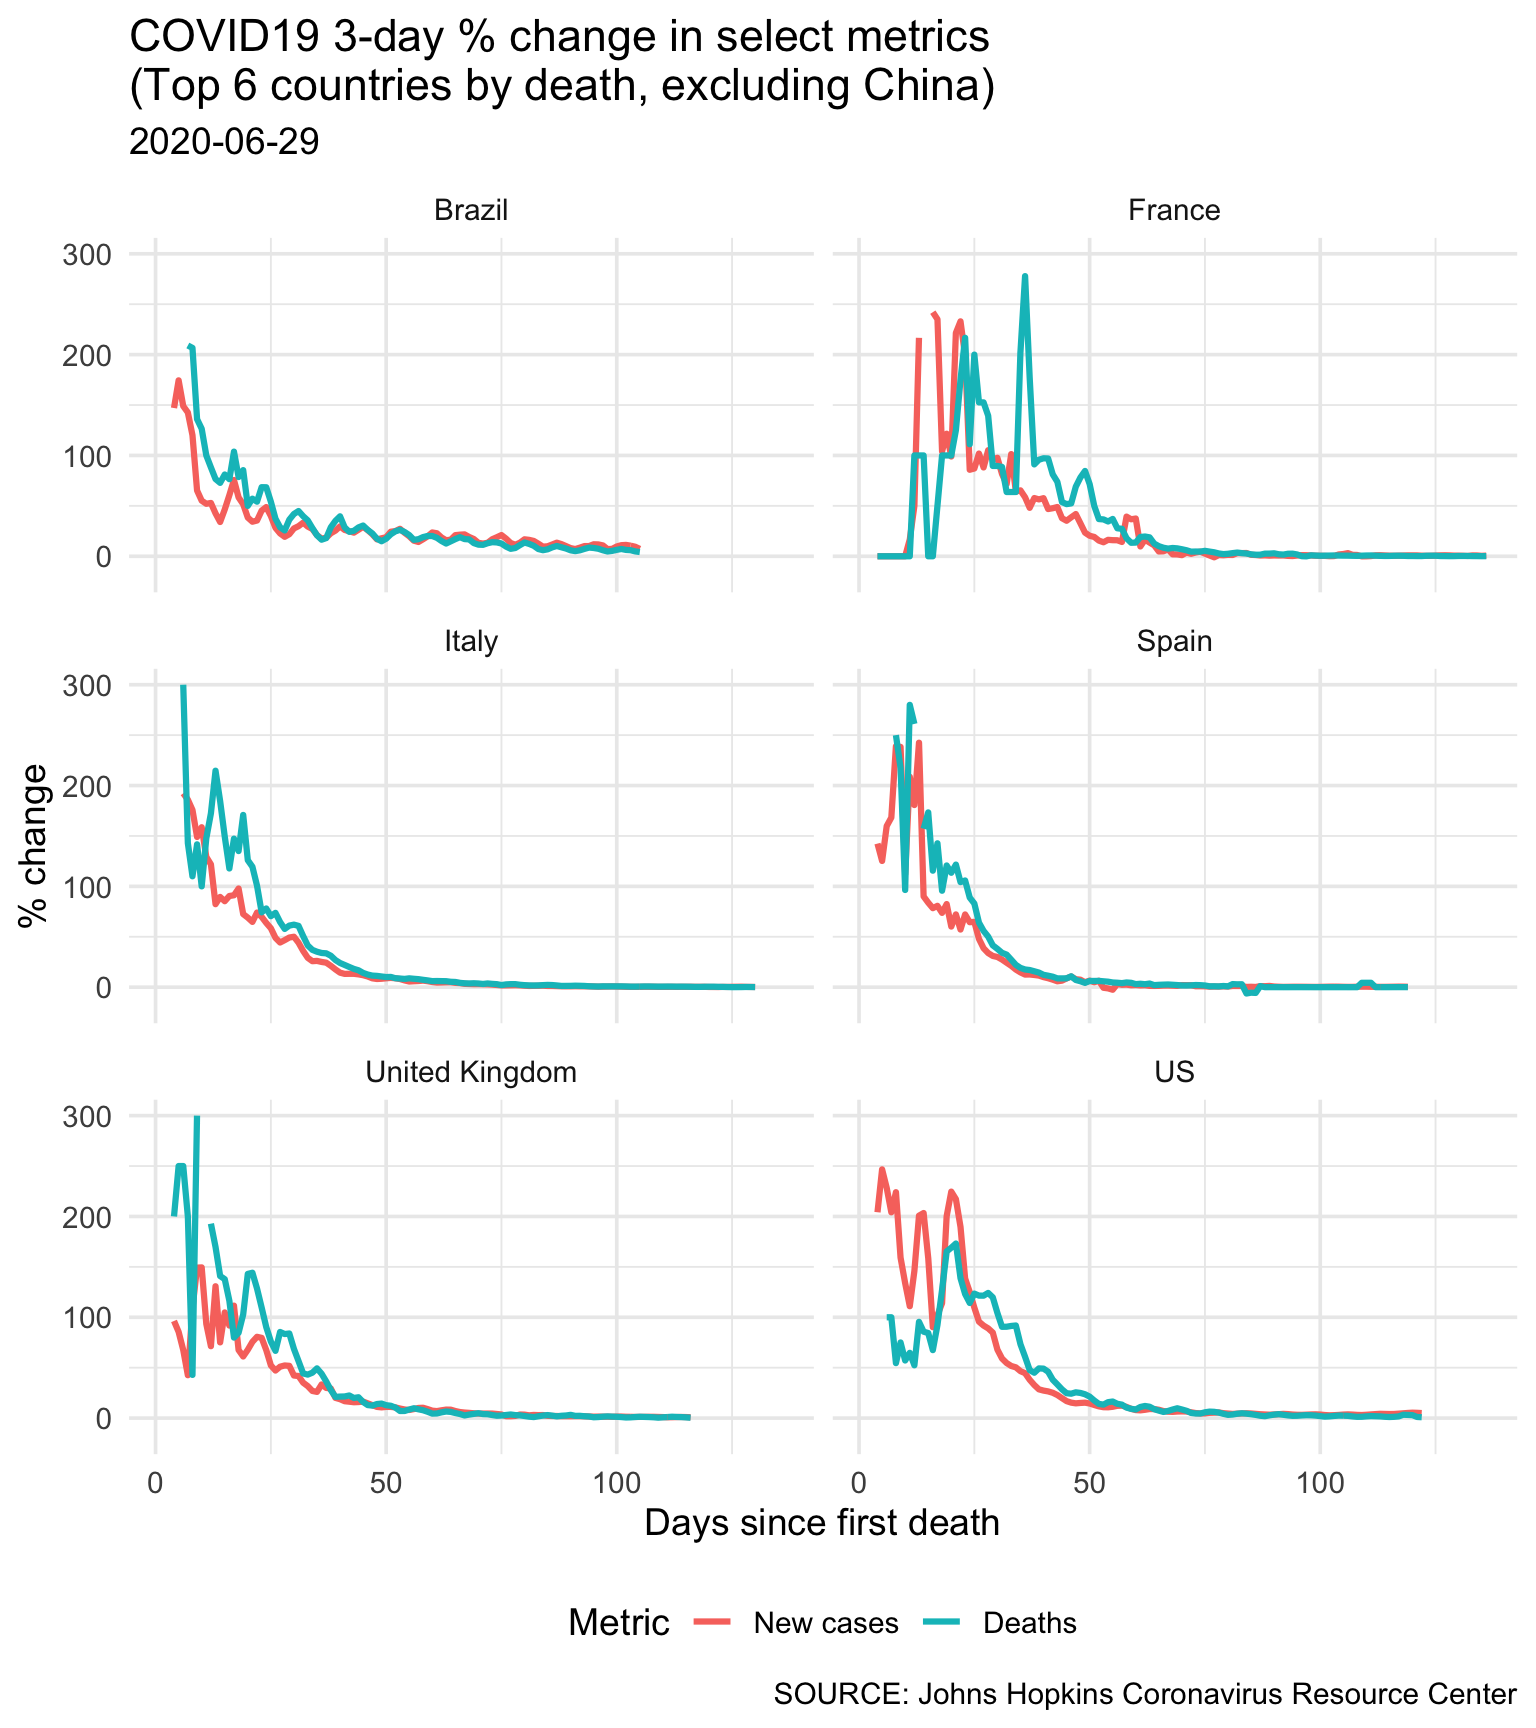 COVID19 3-day % change in select metrics
(Top 6 countries by death, excluding China)
2020-06-29
Brazil
France
300
200
100
0
Italy
Spain
300
200
100
0
% change
United Kingdom
US
300
200
100
0
0 50 100
0 50 100
Days since first death
Metric New cases Deaths
SOURCE: Johns Hopkins Coronavirus Resource Center